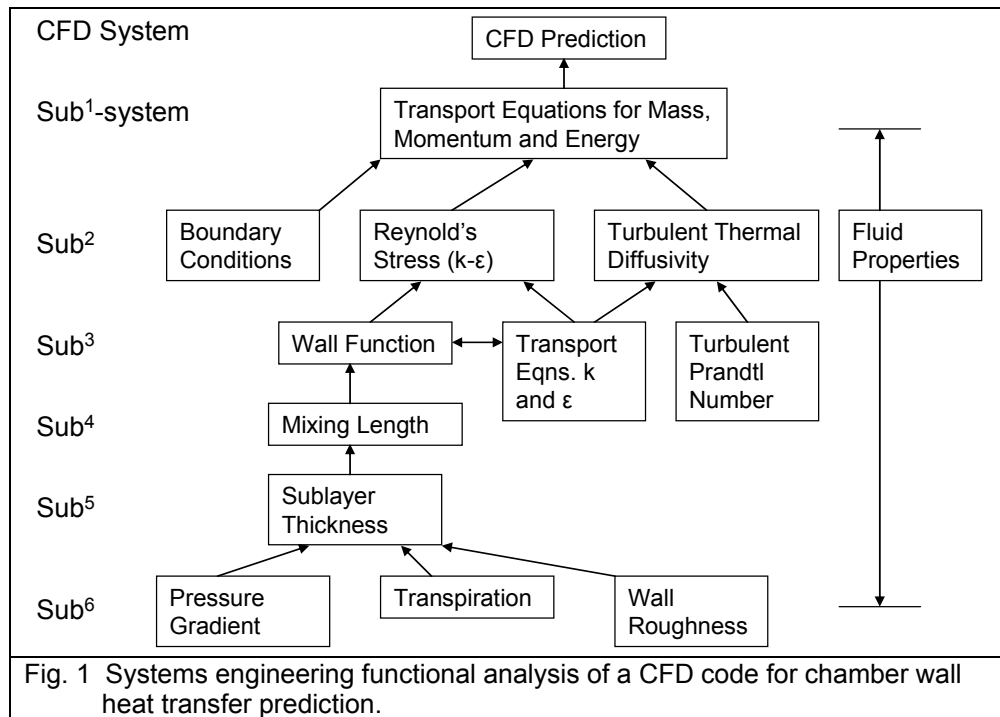 CFD System
CFD Prediction
Sub¹-system
Transport Equations for Mass,
Momentum and Energy
Sub²
Boundary
Conditions
Reynold's
Stress (k-ε)
Turbulent Thermal
Diffusivity
Fluid
Properties
Sub³
Wall Function
Transport
Eqns. k
and ε
Turbulent
Prandtl
Number
Sub⁴
Mixing Length
Sub⁵
Sublayer
Thickness
Sub⁶
Pressure
Gradient
Transpiration
Wall
Roughness
Fig. 1 Systems engineering functional analysis of a CFD code for chamber wall
heat transfer prediction.